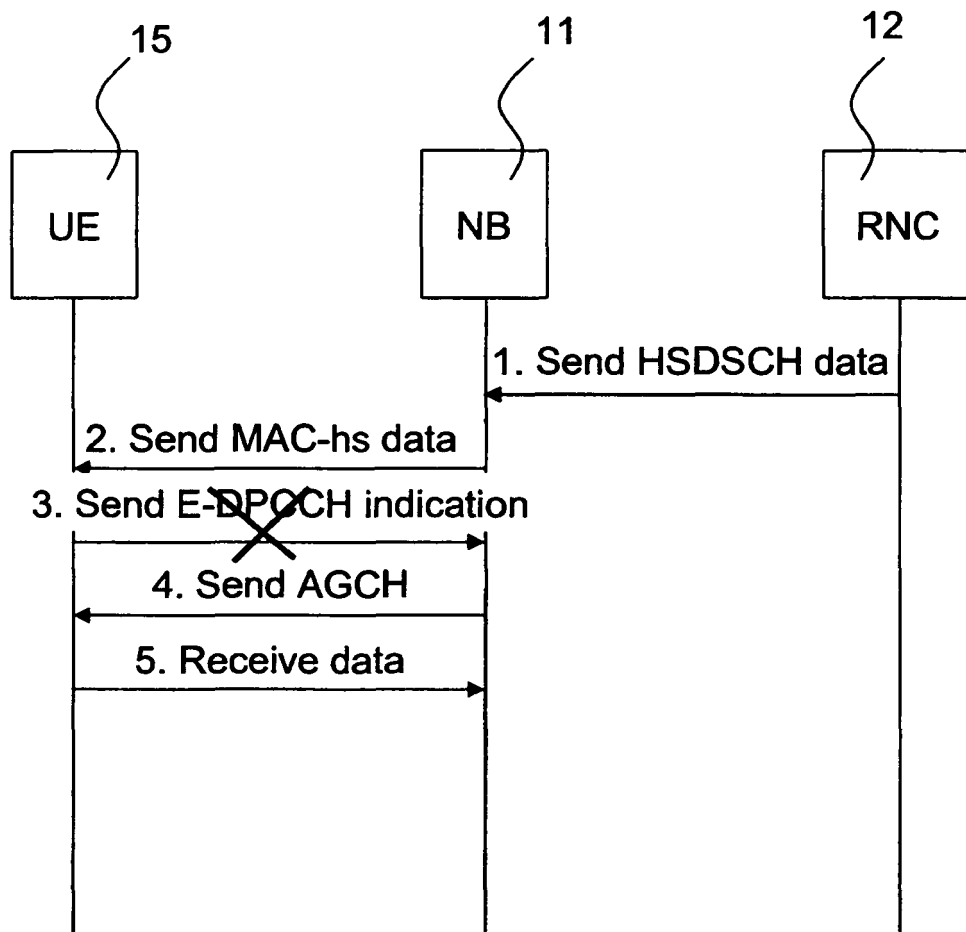 15
11
12
UE
NB
RNC
1. Send HSDSCH data
2. Send MAC-hs data
3. Send E-DPCCH indication
4. Send AGCH
5. Receive data